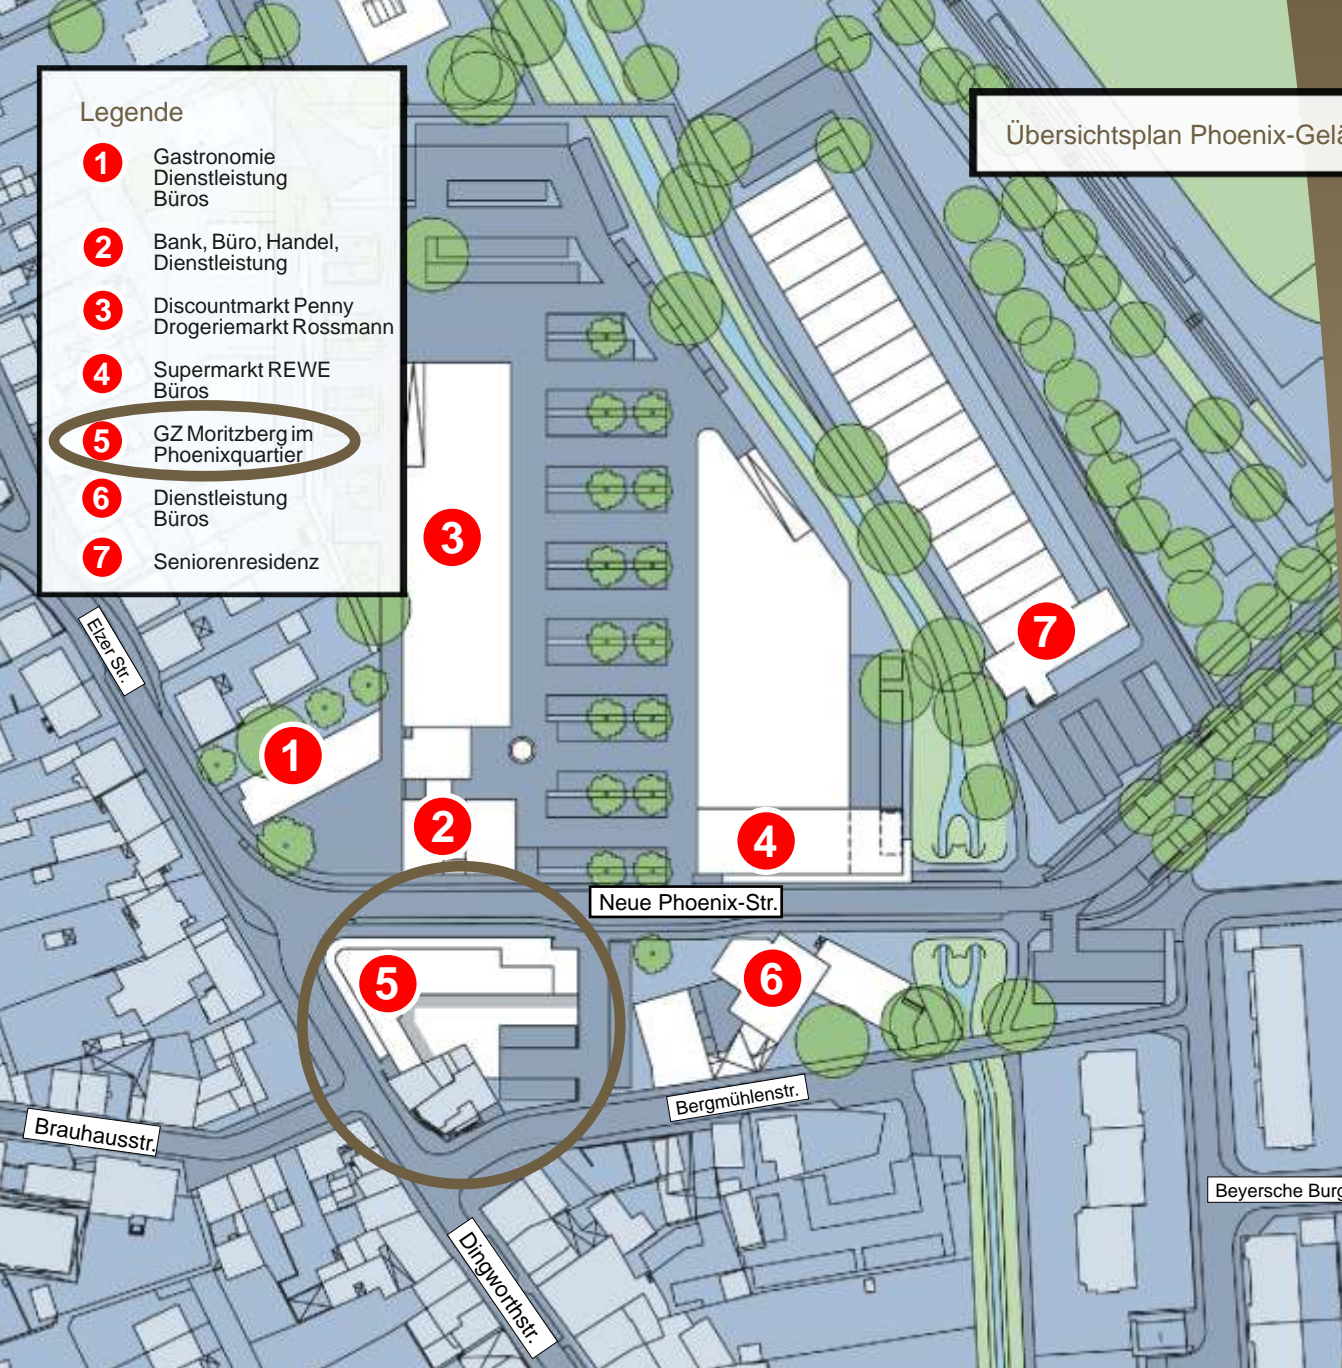 Legende
1 Gastronomie
Dienstleistung
Büros
2 Bank, Büro, Handel,
Dienstleistung
3 Discountmarkt Penny
Drogeriemarkt Rossmann
4 Supermarkt REWE
Büros
5 GZ Moritzberg im
Phoenixquartier
6 Dienstleistung
Büros
7 Seniorenresidenz
Übersichtsplan Phoenix-Gelä
3
7
Elzer Str.
1
2
4
Neue Phoenix-Str.
5
6
Bergmühlenstr.
Brauhausstr.
Beyersche Burg
Dingworthstr.